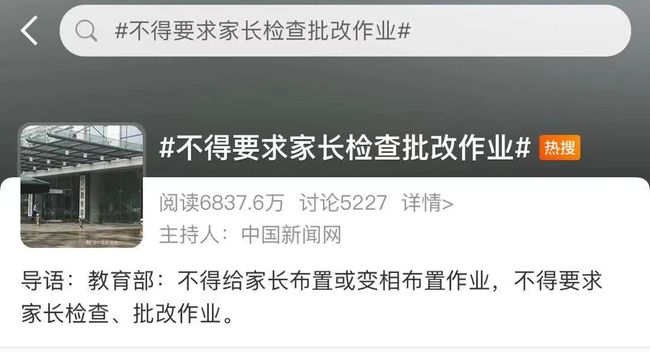 #不得要求家长检查批改作业#
#不得要求家长检查批改作业# 热搜
阅读6837.6万 讨论5227 详情>
主持人：中国新闻网
导语：教育部：不得给家长布置或变相布置作业，不得要求
家长检查、批改作业。